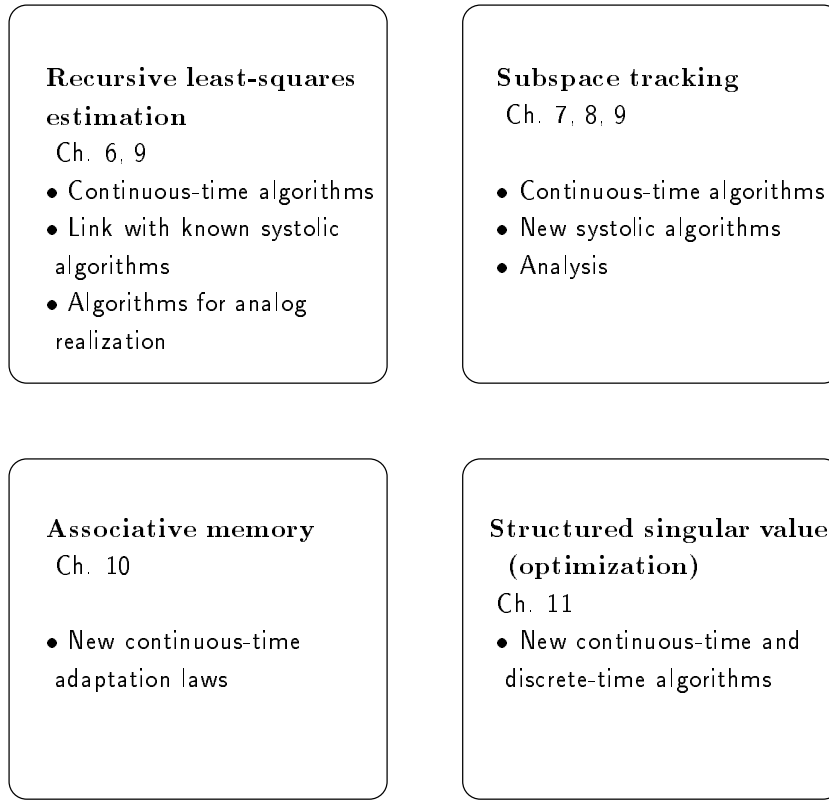 Recursive least-squares
estimation
Ch. 6, 9
• Continuous-time algorithms
• Link with known systolic
algorithms
• Algorithms for analog
realization
Subspace tracking
Ch. 7, 8, 9
• Continuous-time algorithms
• New systolic algorithms
• Analysis
Associative memory
Ch. 10
• New continuous-time
adaptation laws
Structured singular value
(optimization)
Ch. 11
• New continuous-time and
discrete-time algorithms